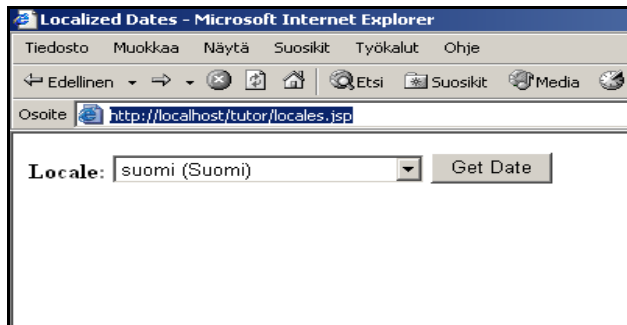 Localized Dates - Microsoft Internet Explorer
Tiedosto Muokkaa Näytä Suosikit Työkalut Ohje
Edellinen Etsi Suosikit Media
Osoite http://localhost/tutor/locales.jsp
Locale: suomi (Suomi) Get Date